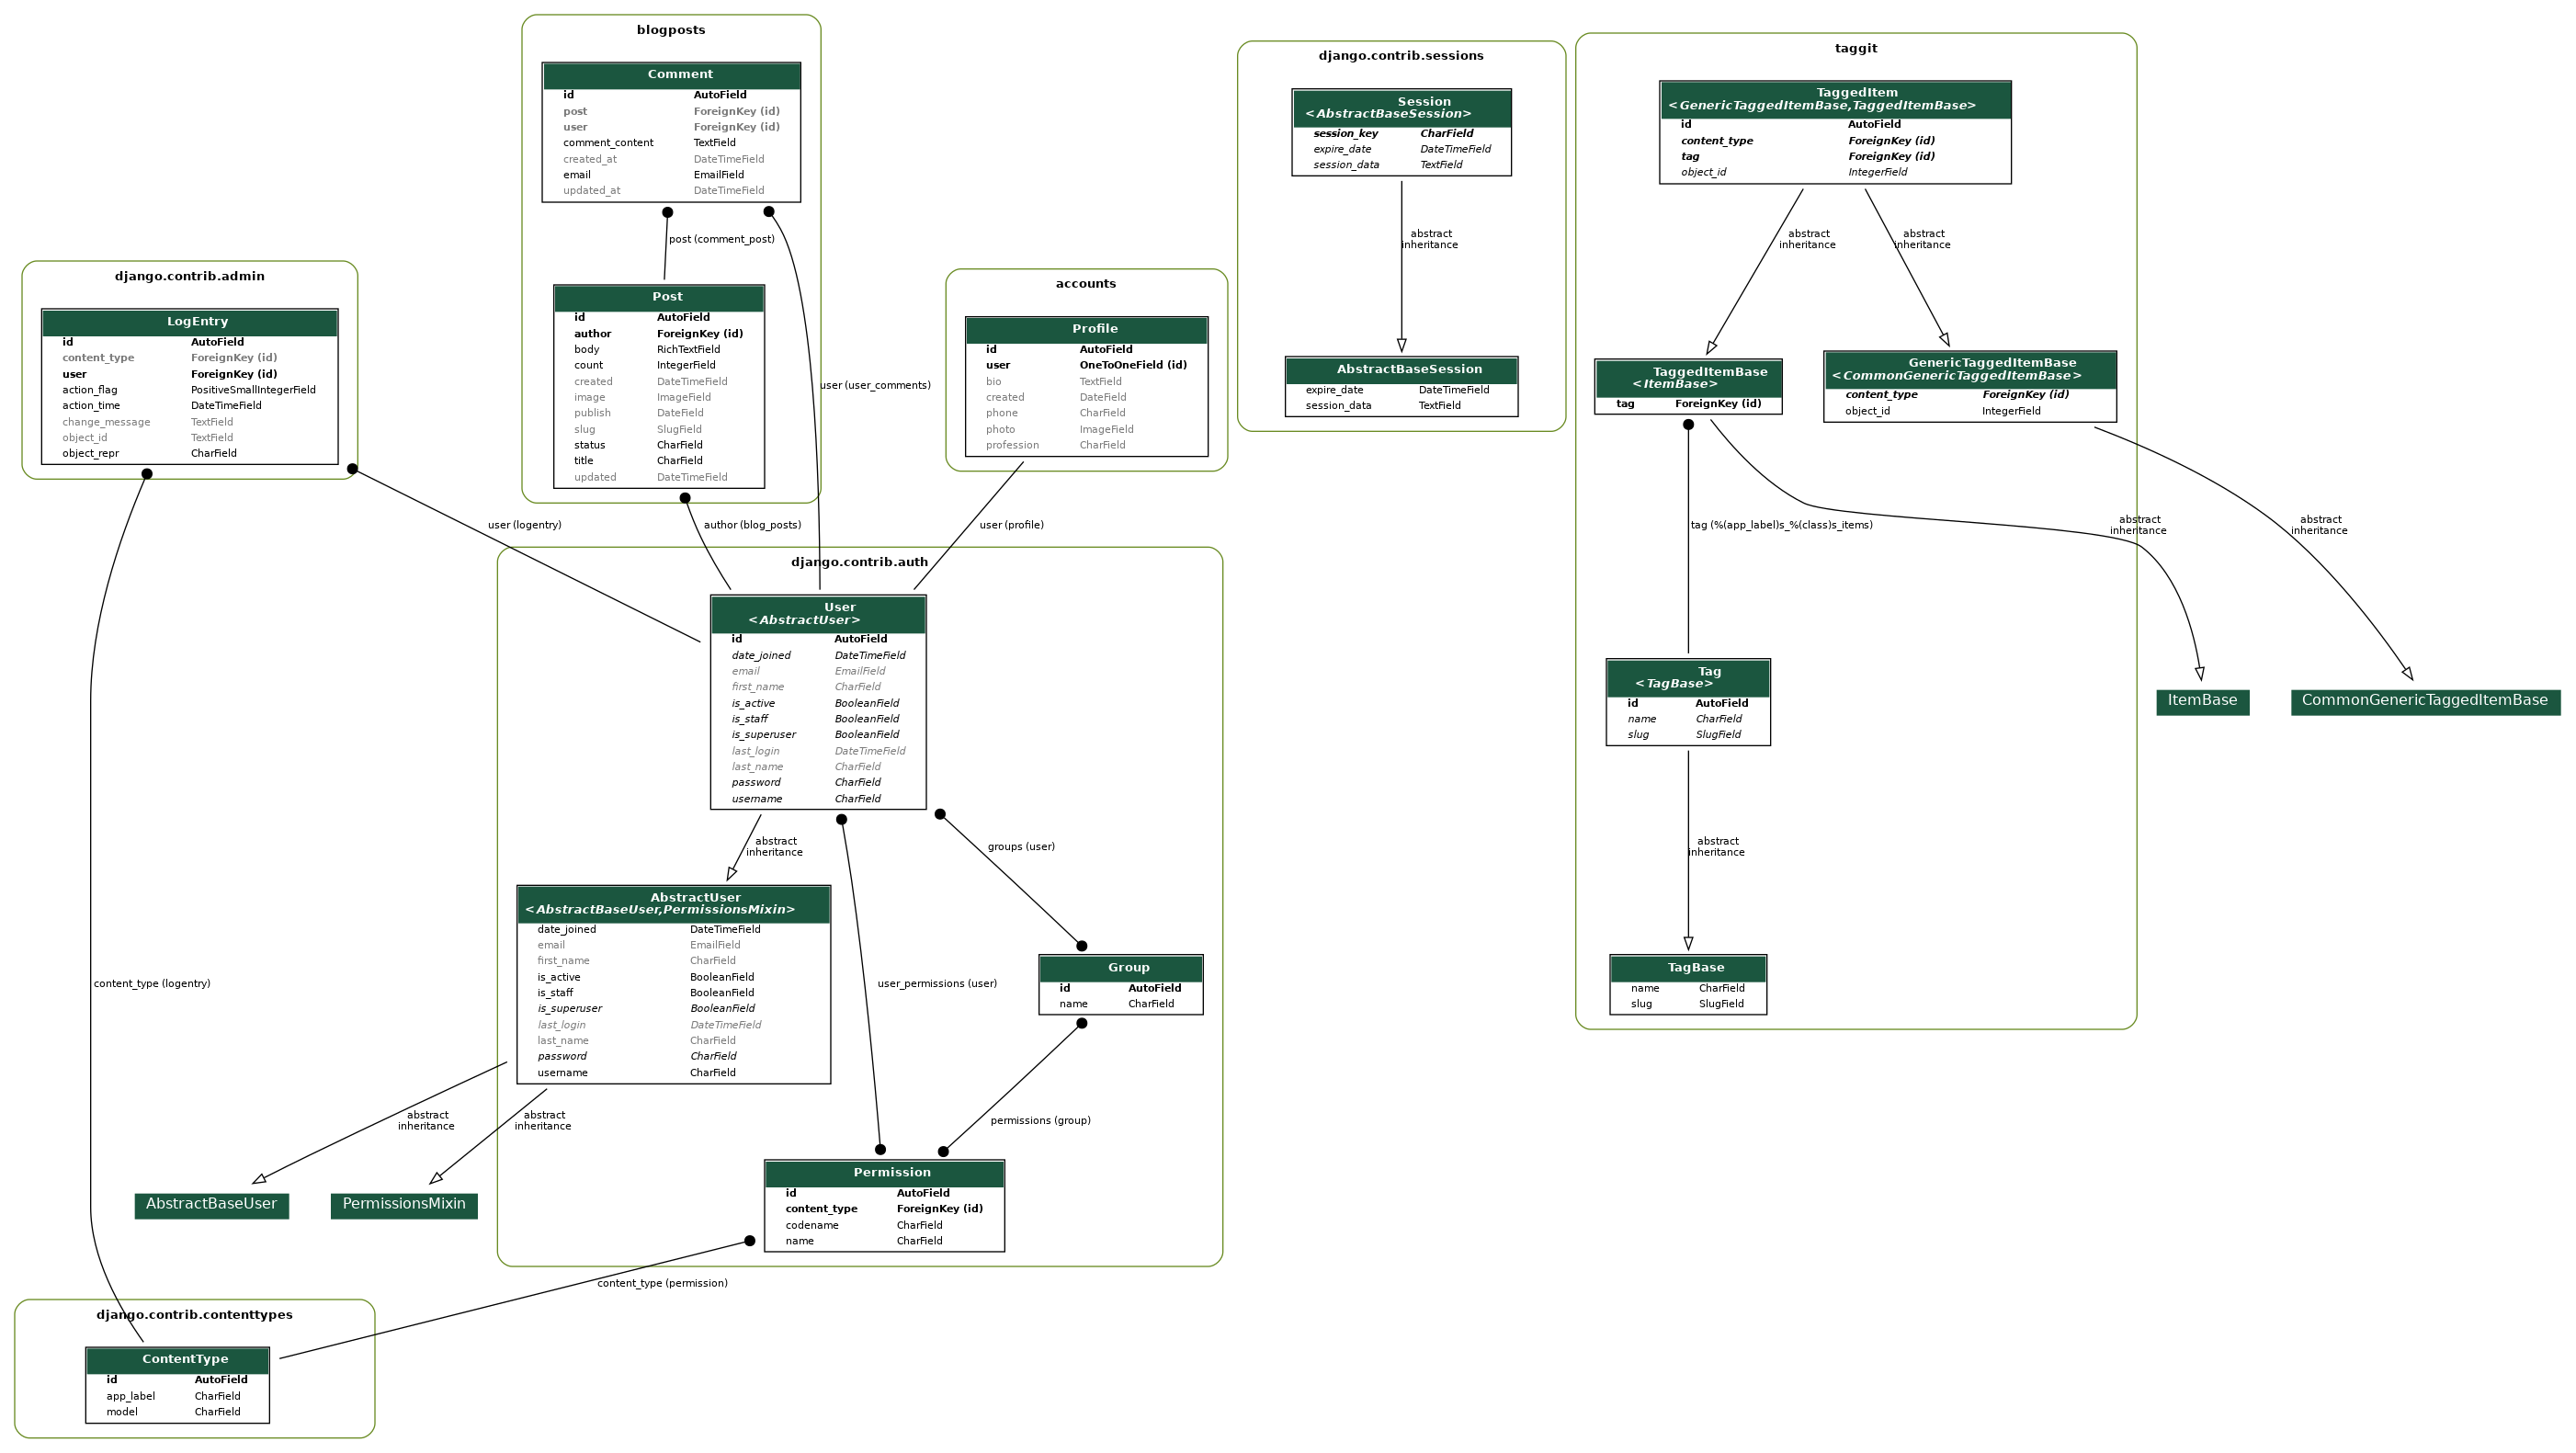 blogposts
Comment
id AutoField
post ForeignKey (id)
user ForeignKey (id)
comment_content TextField
created_at DateTimeField
email EmailField
updated_at DateTimeField
post (comment_post)
Post
id AutoField
author ForeignKey (id)
body RichTextField
count IntegerField
created DateTimeField
image ImageField
publish DateField
slug SlugField
status CharField
title CharField
updated DateTimeField
user (user_comments)
django.contrib.admin
LogEntry
id AutoField
content_type ForeignKey (id)
user ForeignKey (id)
action_flag PositiveSmallIntegerField
action_time DateTimeField
change_message TextField
object_id TextField
object_repr CharField
accounts
Profile
id AutoField
user OneToOneField (id)
bio TextField
created DateField
phone CharField
photo ImageField
profession CharField
user (logentry)
author (blog_posts)
user (profile)
django.contrib.sessions
Session
<AbstractBaseSession>
session_key CharField
expire_date DateTimeField
session_data TextField
abstract
inheritance
AbstractBaseSession
expire_date DateTimeField
session_data TextField
taggit
TaggedItem
<GenericTaggedItemBase,TaggedItemBase>
id AutoField
content_type ForeignKey (id)
tag ForeignKey (id)
object_id IntegerField
abstract
inheritance
abstract
inheritance
TaggedItemBase
<ItemBase>
tag ForeignKey (id)
GenericTaggedItemBase
<CommonGenericTaggedItemBase>
content_type ForeignKey (id)
object_id IntegerField
tag (%(app_label)s_%(class)s_items)
abstract
inheritance
abstract
inheritance
Tag
<TagBase>
id AutoField
name CharField
slug SlugField
ItemBase
CommonGenericTaggedItemBase
abstract
inheritance
TagBase
name CharField
slug SlugField
django.contrib.auth
User
<AbstractUser>
id AutoField
date_joined DateTimeField
email EmailField
first_name CharField
is_active BooleanField
is_staff BooleanField
is_superuser BooleanField
last_login DateTimeField
last_name CharField
password CharField
username CharField
abstract
inheritance
groups (user)
AbstractUser
<AbstractBaseUser,PermissionsMixin>
date_joined DateTimeField
email EmailField
first_name CharField
is_active BooleanField
is_staff BooleanField
is_superuser BooleanField
last_login DateTimeField
last_name CharField
password CharField
username CharField
user_permissions (user)
Group
id AutoField
name CharField
content_type (logentry)
abstract
inheritance
abstract
inheritance
permissions (group)
AbstractBaseUser
PermissionsMixin
Permission
id AutoField
content_type ForeignKey (id)
codename CharField
name CharField
content_type (permission)
django.contrib.contenttypes
ContentType
id AutoField
app_label CharField
model CharField